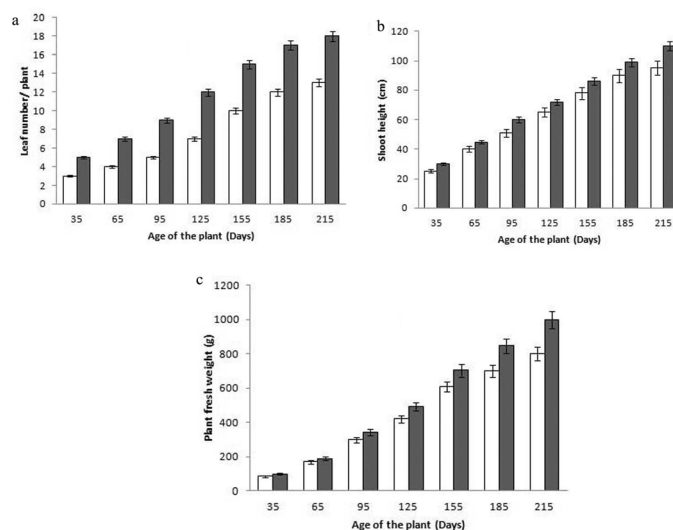 a
Leaf number/ plant
20
18
16
14
12
10
8
6
4
2
0
35 65 95 125 155 185 215
Age of the plant (Days)
b
Shoot height (cm)
120
100
80
60
40
20
0
35 65 95 125 155 185 215
Age of the plant (Days)
c
Plant fresh weight (g)
1200
1000
800
600
400
200
0
35 65 95 125 155 185 215
Age of the plant (Days)